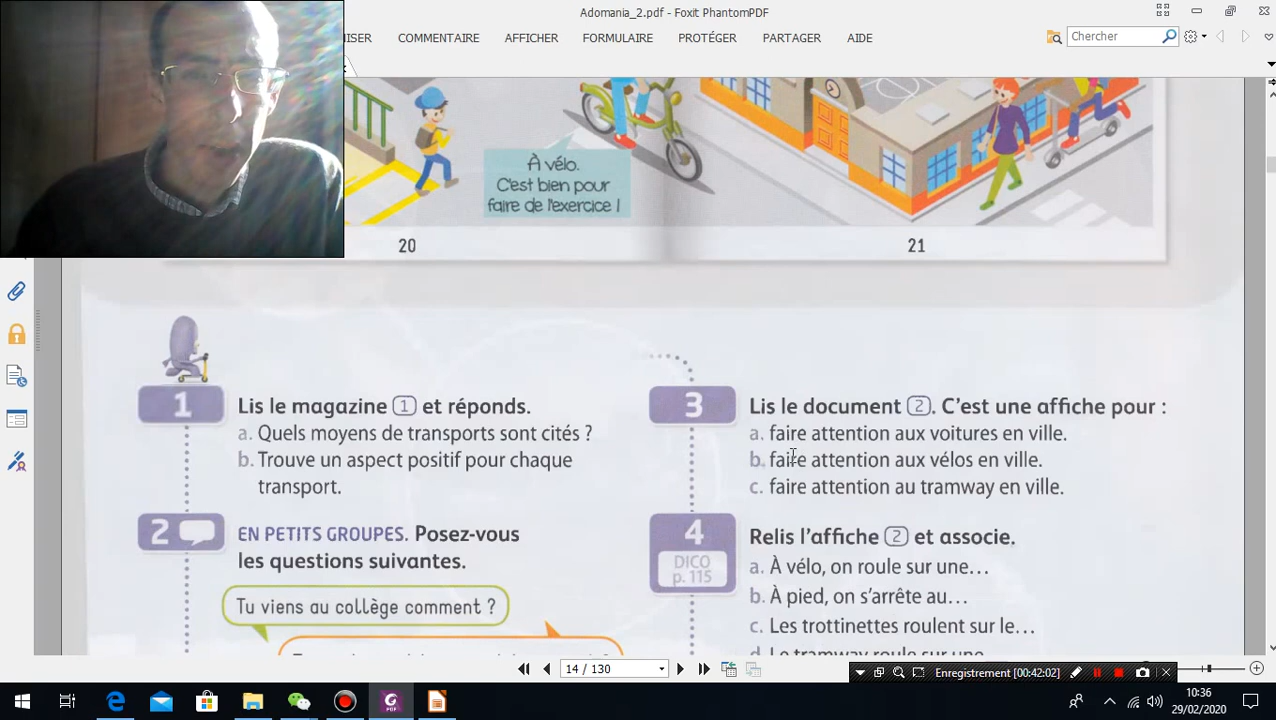 Adomania_2.pdf - Foxit PhantomPDF
COMMENTAIRE AFFICHER FORMULAIRE PROTÉGER PARTAGER AIDE
Chercher
À vélo.
C'est bien pour
faire de l'exercice !
20
21
1
Lis le magazine 1 et réponds.
a. Quels moyens de transports sont cités ?
b. Trouve un aspect positif pour chaque
transport.
2
EN PETITS GROUPES. Posez-vous
les questions suivantes.
Tu viens au collège comment ?
3
Lis le document 2. C'est une affiche pour :
a. faire attention aux voitures en ville.
b. faire attention aux vélos en ville.
c. faire attention au tramway en ville.
4
DICO
p. 115
Relis l'affiche 2 et associe.
a. À vélo, on roule sur une...
b. À pied, on s'arrête au...
c. Les trottinettes roulent sur le...
d. Le tramway roule sur une
14 / 130
Enregistrement (00:42:02)
10:36
29/02/2020